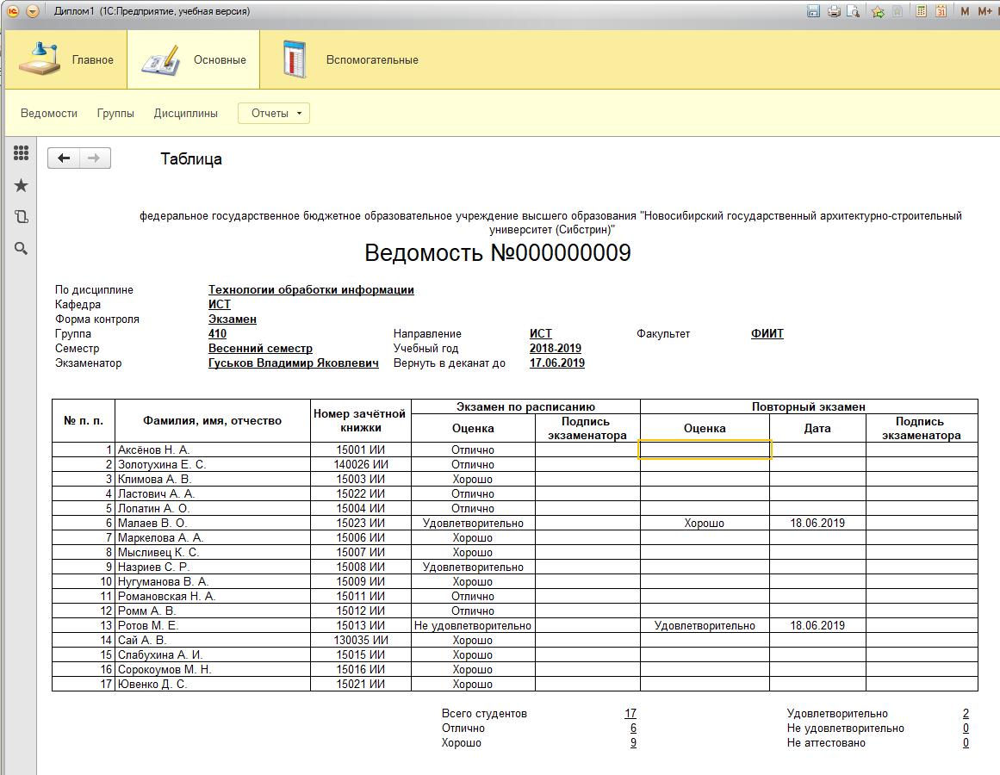 Диплом1 (1С:Предприятие, учебная версия)
M M+
Главное Основные Вспомогательные
Ведомости Группы Дисциплины Отчеты
Таблица
федеральное государственное бюджетное образовательное учреждение высшего образования "Новосибирский государственный архитектурно-строительный
университет (Сибстрин)"
Ведомость №000000009
По дисциплине Технологии обработки информации
Кафедра ИСТ
Форма контроля Экзамен
Группа 410 Направление ИСТ Факультет ФИИТ
Семестр Весенний семестр Учебный год 2018-2019
Экзаменатор Гуськов Владимир Яковлевич Вернуть в деканат до 17.06.2019
№ п. п. Фамилия, имя, отчество Номер зачётной книжки Экзамен по расписанию Повторный экзамен
Оценка Подпись экзаменатора Оценка Дата Подпись экзаменатора
1 Аксёнов Н. А. 15001 ИИ Отлично
2 Золотухина Е. С. 140026 ИИ Отлично
3 Климова А. В. 15003 ИИ Хорошо
4 Ластович А. А. 15022 ИИ Отлично
5 Лопатин А. О. 15004 ИИ Отлично
6 Малаев В. О. 15023 ИИ Удовлетворительно Хорошо 18.06.2019
7 Маркелова А. А. 15006 ИИ Хорошо
8 Мысливец К. С. 15007 ИИ Хорошо
9 Назриев С. Р. 15008 ИИ Удовлетворительно
10 Нугуманова В. А. 15009 ИИ Хорошо
11 Романовская Н. А. 15011 ИИ Отлично
12 Ромм А. В. 15012 ИИ Отлично
13 Ротов М. Е. 15013 ИИ Не удовлетворительно Удовлетворительно 18.06.2019
14 Сай А. В. 130035 ИИ Хорошо
15 Слабухина А. И. 15015 ИИ Хорошо
16 Сорокоумов М. Н. 15016 ИИ Хорошо
17 Ювенко Д. С. 15021 ИИ Хорошо
Всего студентов 17 Удовлетворительно 2
Отлично 6 Не удовлетворительно 0
Хорошо 9 Не аттестовано 0